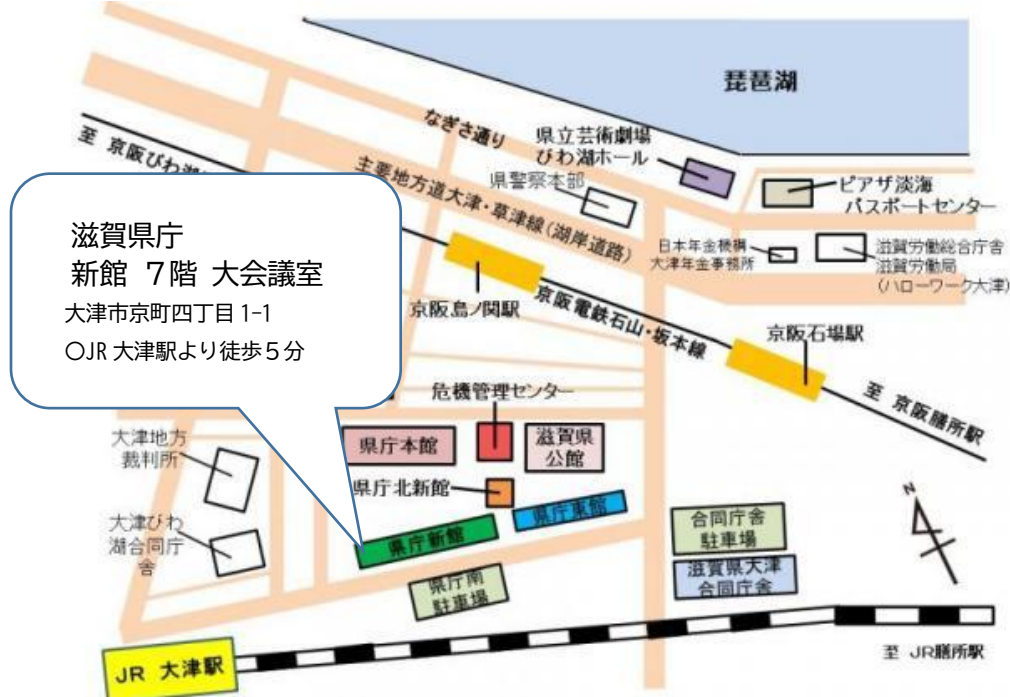 琵琶湖
なぎさ通り
県立芸術劇場
びわ湖ホール
至 京阪びわ湖
主要地方道大津・草津線(湖岸道路)
県警察本部
ピアザ淡海
パスポートセンター
日本年金機構
大津年金事務所
滋賀労働総合庁舎
滋賀労働局
(ハローワーク大津)
滋賀県庁
新館 7階 大会議室
大津市京町四丁目1-1
〇JR 大津駅より徒歩5分
京阪島ノ関駅
京阪電鉄石山・坂本線
京阪石場駅
至 京阪膳所駅
危機管理センター
大津地方
裁判所
県庁本館
滋賀県
公館
県庁北新館
大津びわ
湖合同庁
舎
県庁新館
県庁東館
合同庁舎
駐車場
滋賀県大津
合同庁舎
県庁南
駐車場
N
JR 大津駅
至 JR膳所駅